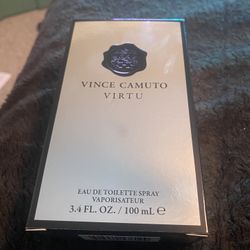 VINCE CAMUTO
VIRTU
EAU DE TOILETTE SPRAY
VAPORISATEUR
3.4 FL. OZ. / 100 mL ℮